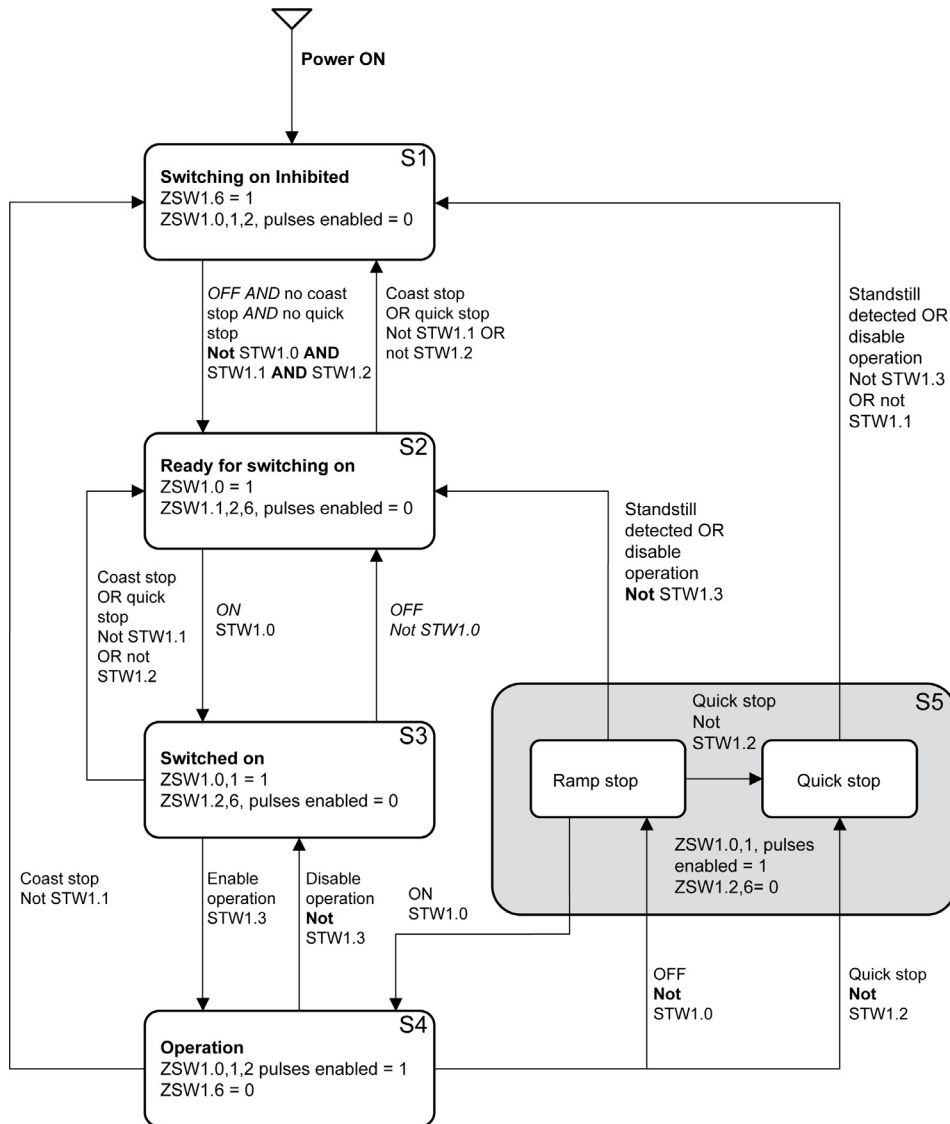 Power ON
S1
Switching on Inhibited
ZSW1.6 = 1
ZSW1.0,1,2, pulses enabled = 0
OFF AND no coast
stop AND no quick
stop
Not STW1.0 AND
STW1.1 AND STW1.2
Coast stop
OR quick stop
Not STW1.1 OR
not STW1.2
Standstill
detected OR
disable
operation
Not STW1.3
OR not
STW1.1
S2
Ready for switching on
ZSW1.0 = 1
ZSW1.1,2,6, pulses enabled = 0
Coast stop
OR quick
stop
Not STW1.1
OR not
STW1.2
ON
STW1.0
OFF
Not STW1.0
Standstill
detected OR
disable
operation
Not STW1.3
S3
Switched on
ZSW1.0,1 = 1
ZSW1.2,6, pulses enabled = 0
S5
Quick stop
Not
STW1.2
Ramp stop
Quick stop
ZSW1.0,1, pulses
enabled = 1
ZSW1.2,6= 0
Coast stop
Not STW1.1
Enable
operation
STW1.3
Disable
operation
Not
STW1.3
ON
STW1.0
OFF
Not
STW1.0
Quick stop
Not
STW1.2
S4
Operation
ZSW1.0,1,2 pulses enabled = 1
ZSW1.6 = 0